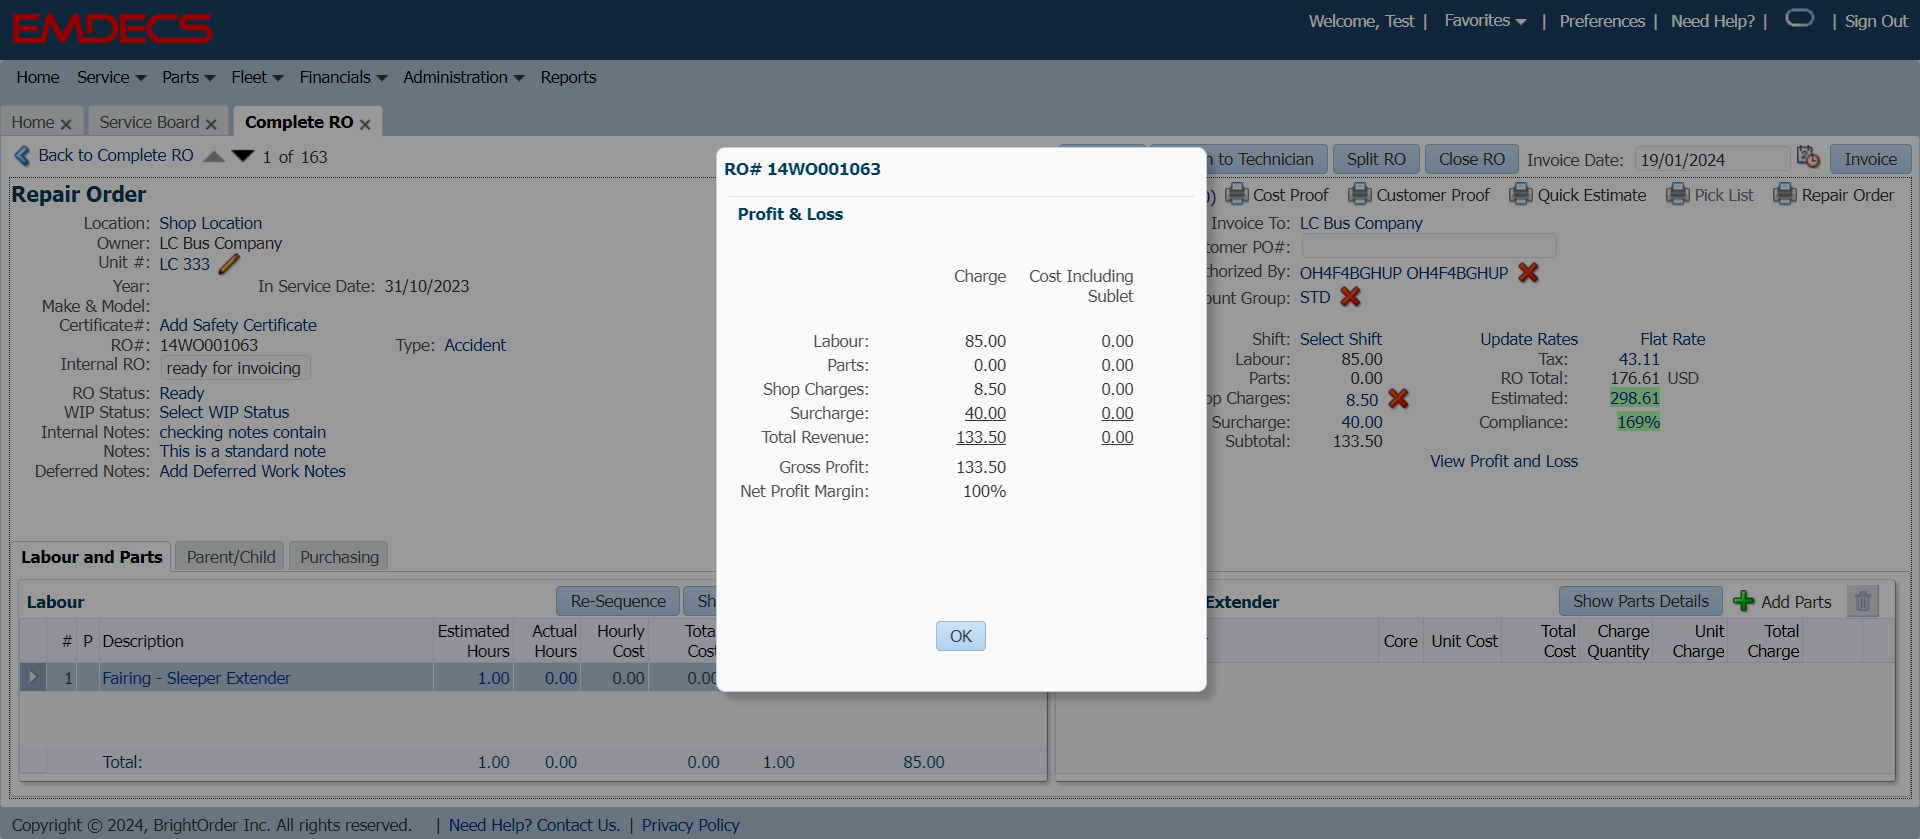 EMDECS
Welcome, Test | Favorites | Preferences | Need Help? | | Sign Out
Home Service Parts Fleet Financials Administration Reports
Home Service Board Complete RO
Back to Complete RO 1 of 163
to Technician Split RO Close RO Invoice Date: 19/01/2024 Invoice
Repair Order
Cost Proof Customer Proof Quick Estimate Pick List Repair Order
Location: Shop Location
Owner: LC Bus Company
Unit #: LC 333
Year: In Service Date: 31/10/2023
Make & Model:
Certificate#: Add Safety Certificate
RO#: 14WO001063 Type: Accident
Internal RO: ready for invoicing
RO Status: Ready
WIP Status: Select WIP Status
Internal Notes: checking notes contain
Notes: This is a standard note
Deferred Notes: Add Deferred Work Notes
RO# 14WO001063
Profit & Loss
Charge Cost Including Sublet
Labour: 85.00 0.00
Parts: 0.00 0.00
Shop Charges: 8.50 0.00
Surcharge: 40.00 0.00
Total Revenue: 133.50 0.00
Gross Profit: 133.50
Net Profit Margin: 100%
OK
Invoice To: LC Bus Company
tomer PO#:
thorized By: OH4F4BGHUP OH4F4BGHUP
ount Group: STD
Shift: Select Shift Update Rates Flat Rate
Labour: 85.00 Tax: 43.11
Parts: 0.00 RO Total: 176.61 USD
op Charges: 8.50 Estimated: 298.61
Surcharge: 40.00 Compliance: 169%
Subtotal: 133.50
View Profit and Loss
Labour and Parts Parent/Child Purchasing
Labour Re-Sequence Sh
# P Description Estimated Hours Actual Hours Hourly Cost Tota Cost
1 Fairing - Sleeper Extender 1.00 0.00 0.00 0.00
Total: 1.00 0.00 0.00 1.00 85.00
Extender Show Parts Details Add Parts
Core Unit Cost Total Cost Charge Quantity Unit Charge Total Charge
Copyright © 2024, BrightOrder Inc. All rights reserved. | Need Help? Contact Us. | Privacy Policy